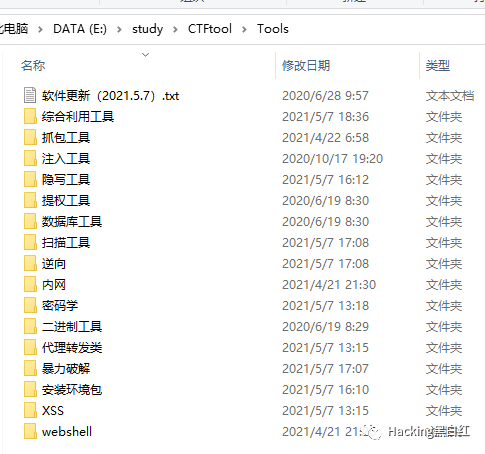 此电脑 > DATA (E:) > study > CTFtool > Tools
名称 修改日期 类型
软件更新（2021.5.7）.txt 2020/6/28 9:57 文本文档
综合利用工具 2021/5/7 18:36 文件夹
抓包工具 2021/4/22 6:58 文件夹
注入工具 2020/10/17 19:20 文件夹
隐写工具 2021/5/7 16:12 文件夹
提权工具 2020/6/19 8:30 文件夹
数据库工具 2020/6/19 8:30 文件夹
扫描工具 2021/5/7 17:08 文件夹
逆向 2021/5/7 17:08 文件夹
内网 2021/4/21 21:30 文件夹
密码学 2021/5/7 13:18 文件夹
二进制工具 2020/6/19 8:29 文件夹
代理转发类 2021/5/7 13:15 文件夹
暴力破解 2021/5/7 17:07 文件夹
安装环境包 2021/5/7 16:10 文件夹
XSS 2021/5/7 13:15 文件夹
webshell 2021/4/21 文件夹
Hacking黑白红